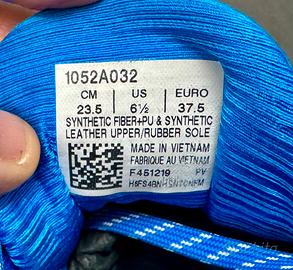 1052A032
CM US EURO
23.5 6½ 37.5
SYNTHETIC FIBER+PU & SYNTHETIC
LEATHER UPPER/RUBBER SOLE
MADE IN VIETNAM
FABRIQUE AU VIETNAM
F451219 PV